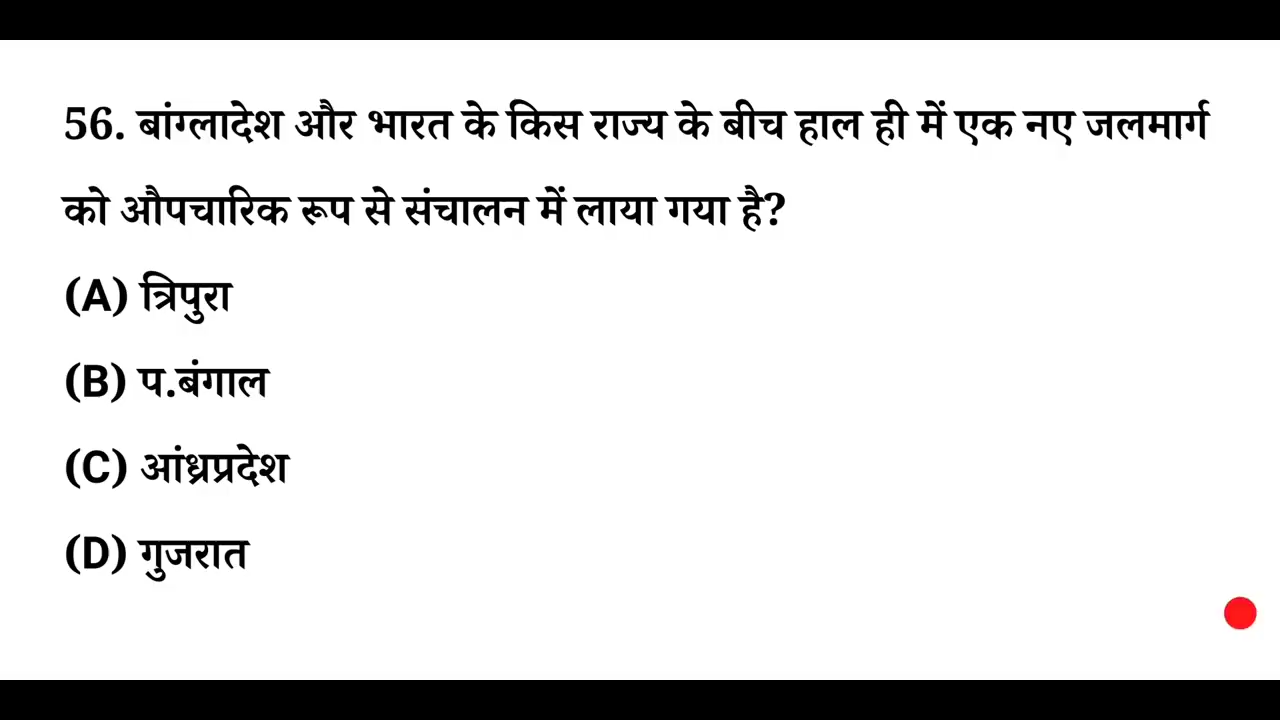 56. बांग्लादेश और भारत के किस राज्य के बीच हाल ही में एक नए जलमार्ग
को औपचारिक रूप से संचालन में लाया गया है?
(A) त्रिपुरा
(B) प.बंगाल
(C) आंध्रप्रदेश
(D) गुजरात